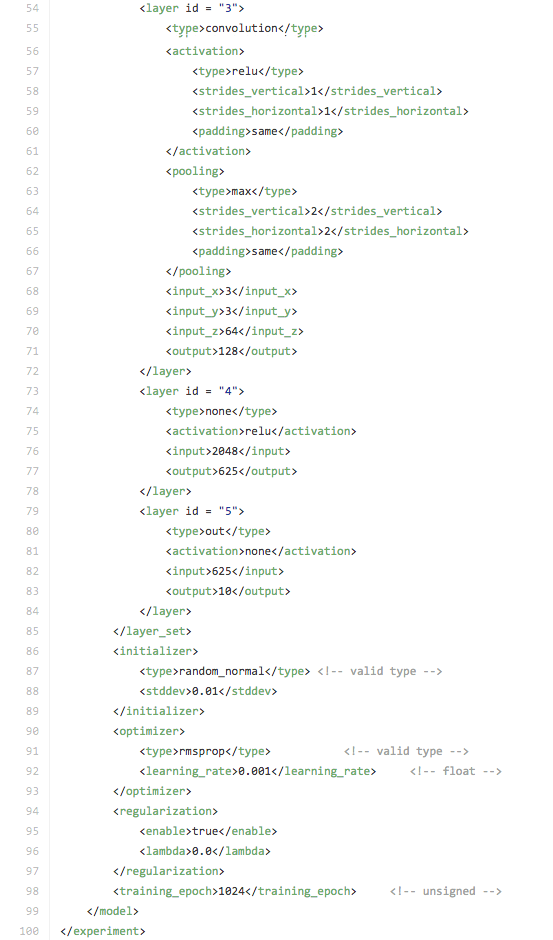 54 <layer id = "3">
55 <type>convolution</type>
56 <activation>
57 <type>relu</type>
58 <strides_vertical>1</strides_vertical>
59 <strides_horizontal>1</strides_horizontal>
60 <padding>same</padding>
61 </activation>
62 <pooling>
63 <type>max</type>
64 <strides_vertical>2</strides_vertical>
65 <strides_horizontal>2</strides_horizontal>
66 <padding>same</padding>
67 </pooling>
68 <input_x>3</input_x>
69 <input_y>3</input_y>
70 <input_z>64</input_z>
71 <output>128</output>
72 </layer>
73 <layer id = "4">
74 <type>none</type>
75 <activation>relu</activation>
76 <input>2048</input>
77 <output>625</output>
78 </layer>
79 <layer id = "5">
80 <type>out</type>
81 <activation>none</activation>
82 <input>625</input>
83 <output>10</output>
84 </layer>
85 </layer_set>
86 <initializer>
87 <type>random_normal</type> <!-- valid type -->
88 <stddev>0.01</stddev>
89 </initializer>
90 <optimizer>
91 <type>rmsprop</type> <!-- valid type -->
92 <learning_rate>0.001</learning_rate> <!-- float -->
93 </optimizer>
94 <regularization>
95 <enable>true</enable>
96 <lambda>0.0</lambda>
97 </regularization>
98 <training_epoch>1024</training_epoch> <!-- unsigned -->
99 </model>
100 </experiment>